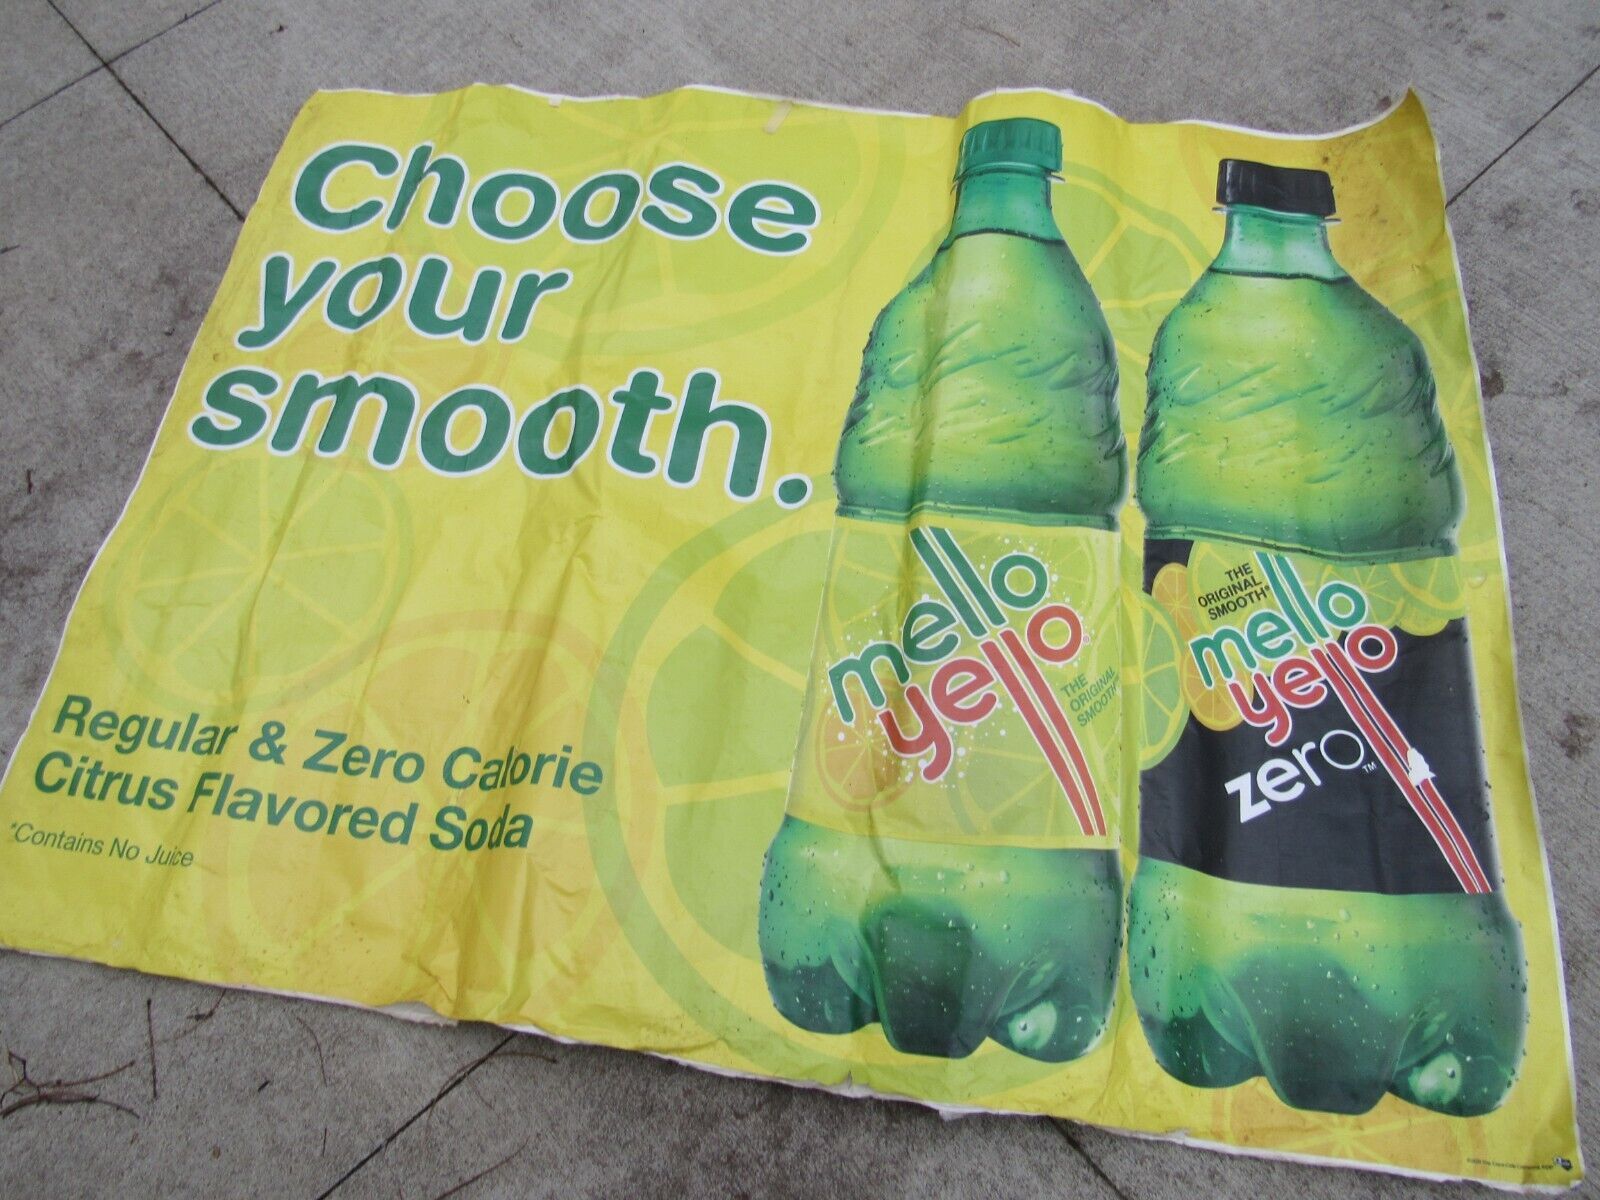 Choose
your
smooth.
Regular & Zero Calorie
Citrus Flavored Soda
*Contains No Juice
mello
yello®
THE
ORIGINAL
SMOOTH*
THE
ORIGINAL
SMOOTH*
mello
yello
zero™